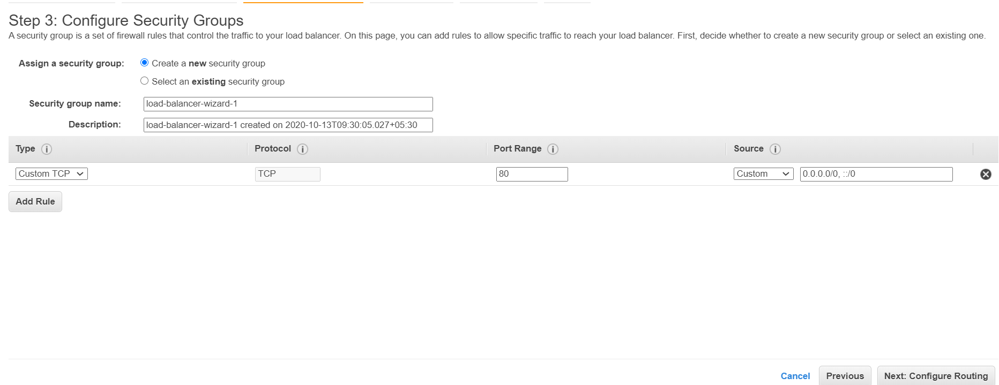 Step 3: Configure Security Groups
A security group is a set of firewall rules that control the traffic to your load balancer. On this page, you can add rules to allow specific traffic to reach your load balancer. First, decide whether to create a new security group or select an existing one.
Assign a security group: Create a new security group
Select an existing security group
Security group name: load-balancer-wizard-1
Description: load-balancer-wizard-1 created on 2020-10-13T09:30:05.027+05:30
Type i Protocol i Port Range i Source i
Custom TCP TCP 80 Custom 0.0.0.0/0, ::/0
Add Rule
Cancel Previous Next: Configure Routing